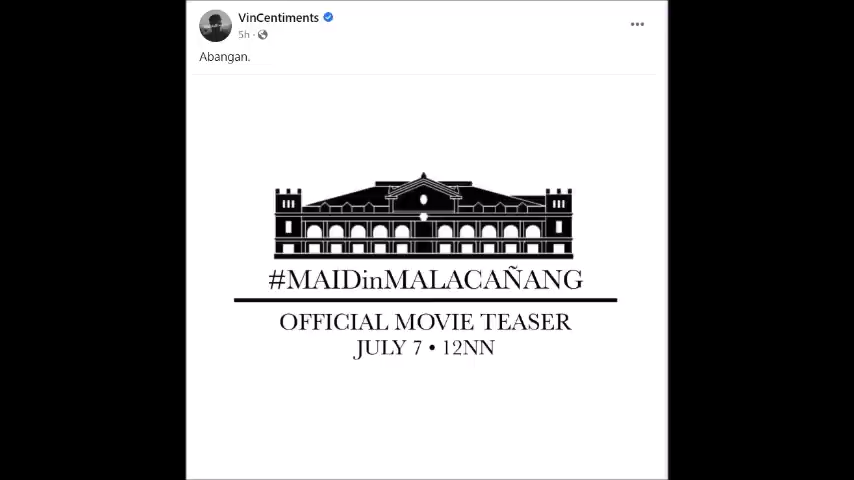 VinCentiments
5h ·
Abangan.
#MAIDinMALACAÑANG
OFFICIAL MOVIE TEASER
JULY 7 • 12NN